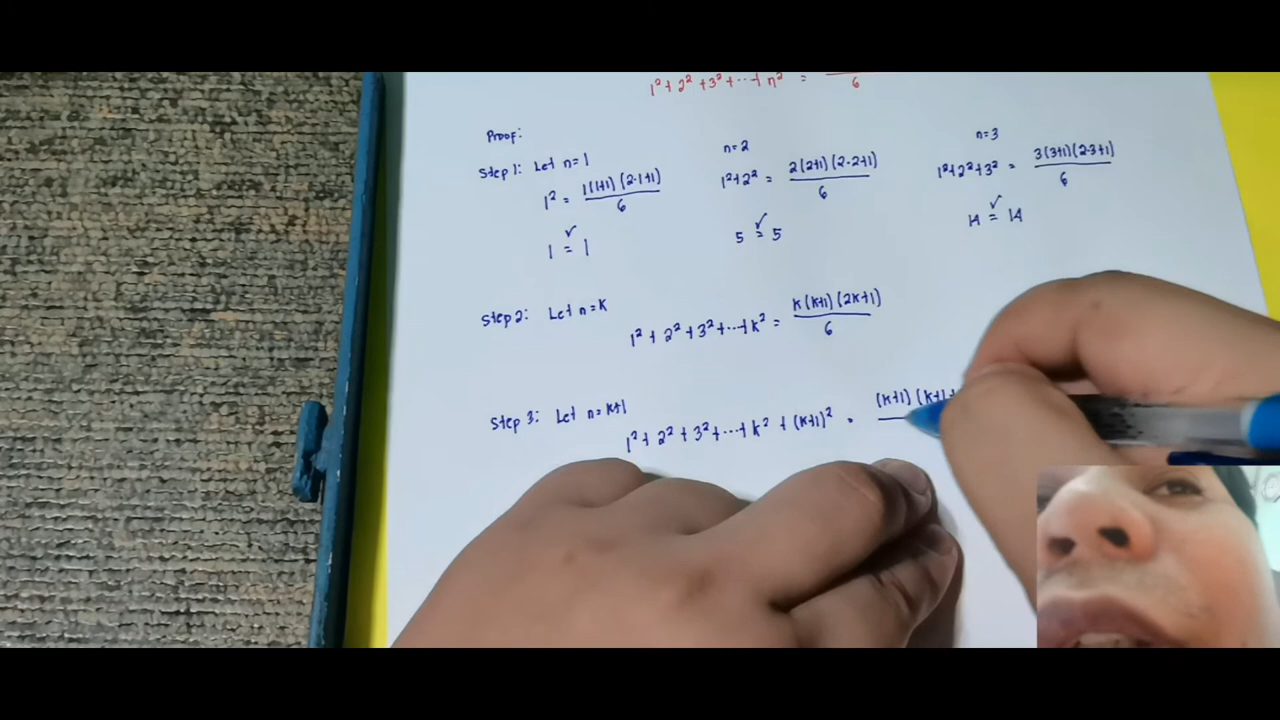 1² + 2² + 3² + ... + n² = 6
Proof:
Step 1: Let n=1
1² = 1(1+1)(2·1+1)/6
1 = 1 ✓
n=2
1²+2² = 2(2+1)(2·2+1)/6
5 = 5 ✓
n=3
1²+2²+3² = 3(3+1)(2·3+1)/6
14 = 14 ✓
Step 2: Let n=k
1² + 2² + 3² + ... + k² = k(k+1)(2k+1)/6
Step 3: Let n=k+1
1² + 2² + 3² + ... + k² + (k+1)² = (k+1)(k+1